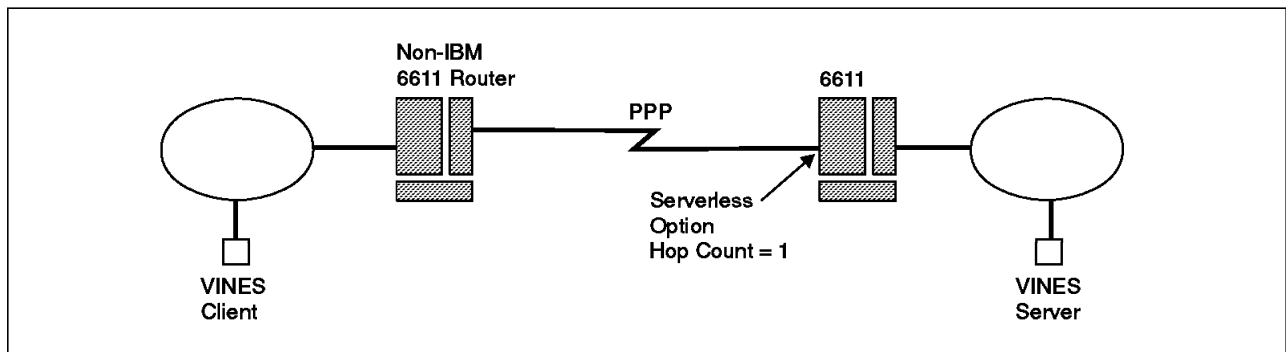 Non-IBM
6611 Router
6611
PPP
Serverless
Option
Hop Count = 1
VINES
Client
VINES
Server